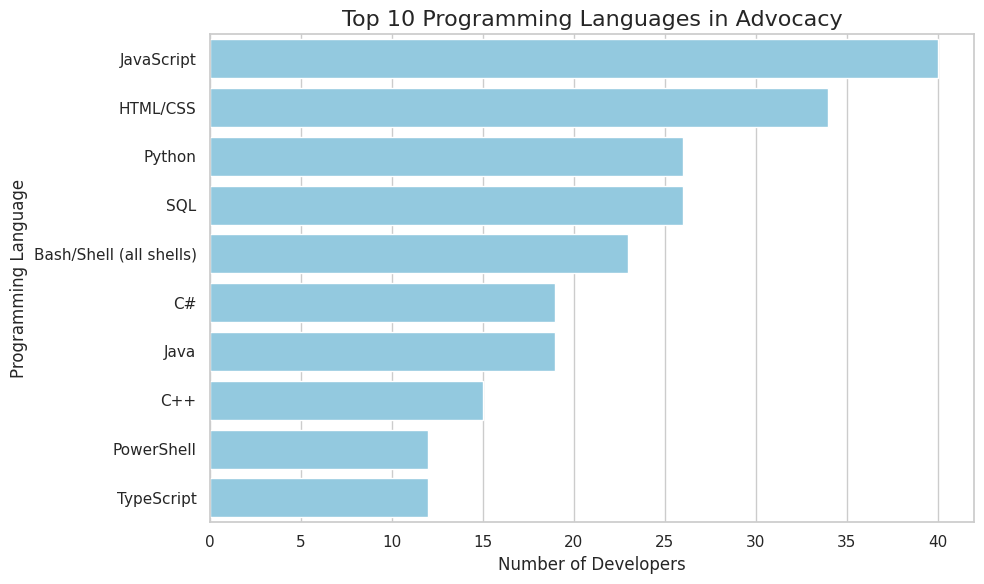 Top 10 Programming Languages in Advocacy
Programming Language
JavaScript
HTML/CSS
Python
SQL
Bash/Shell (all shells)
C#
Java
C++
PowerShell
TypeScript
0 5 10 15 20 25 30 35 40
Number of Developers